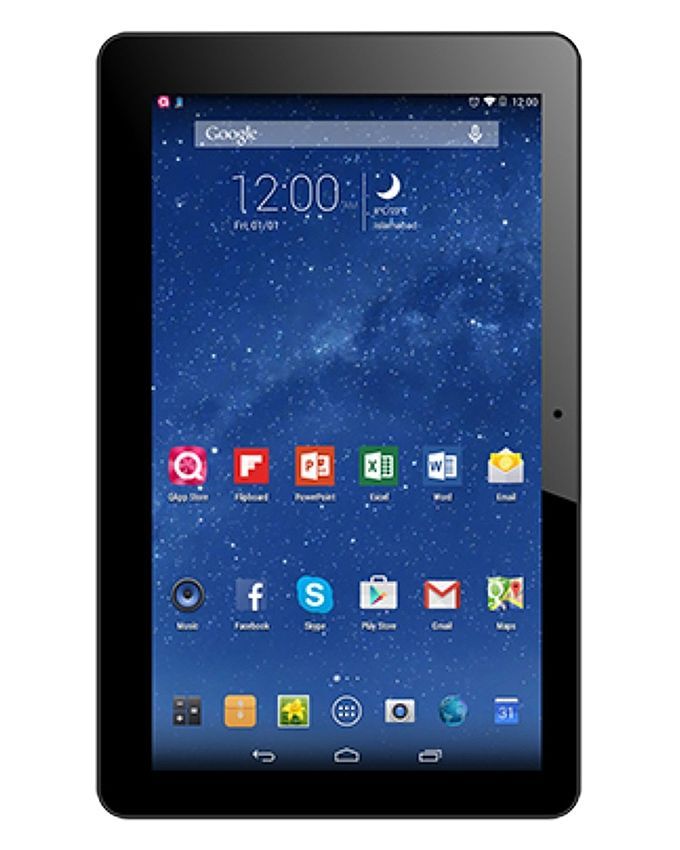 12:00
Google
12:00 AM
Fri, 01/01
Islamabad
QApp Store
Flipboard
PowerPoint
Excel
Word
Email
Music
Facebook
Skype
Play Store
Gmail
Maps
31